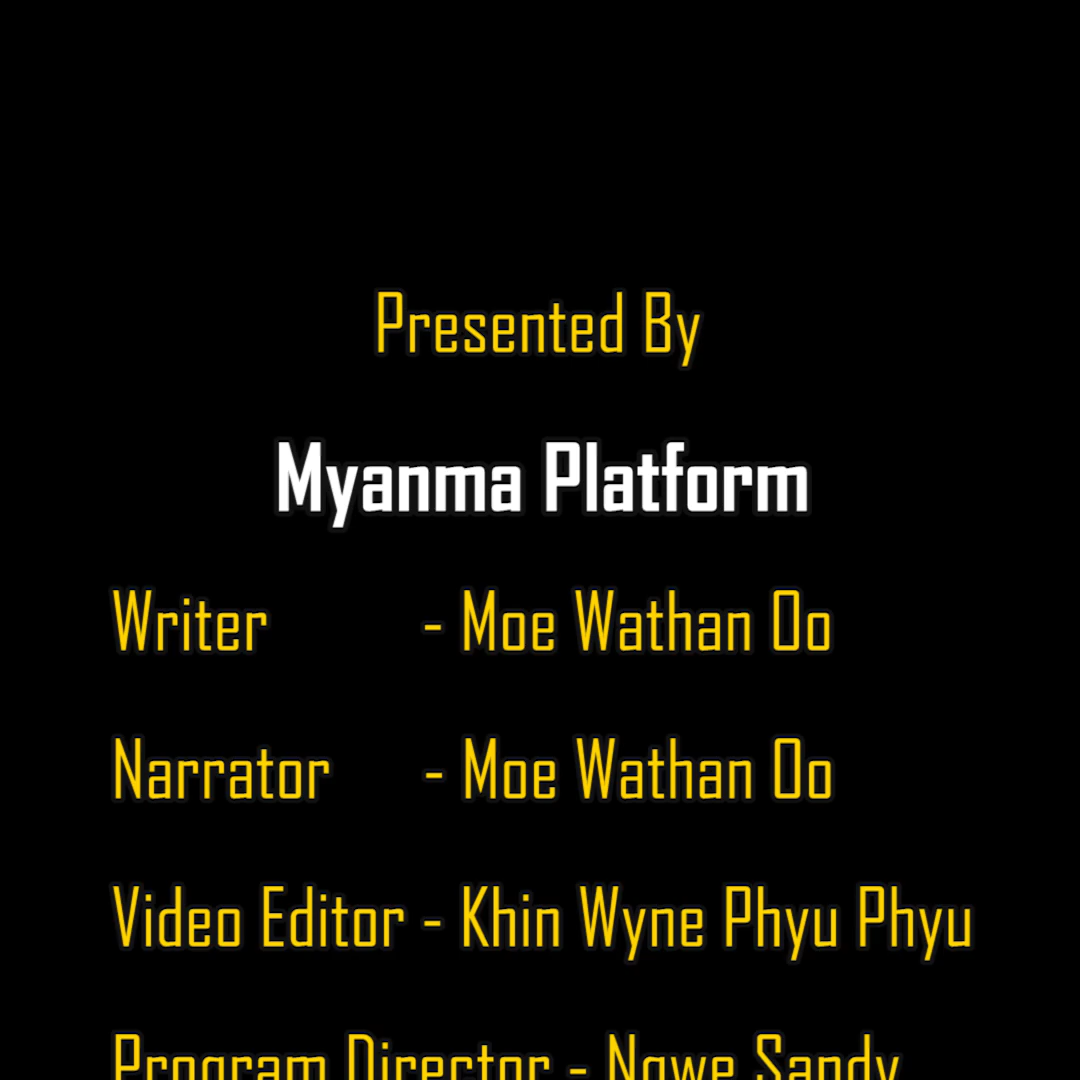 Presented By
Myanma Platform
Writer - Moe Wathan Oo
Narrator - Moe Wathan Oo
Video Editor - Khin Wyne Phyu Phyu
Program Director - Ngwe Sandy